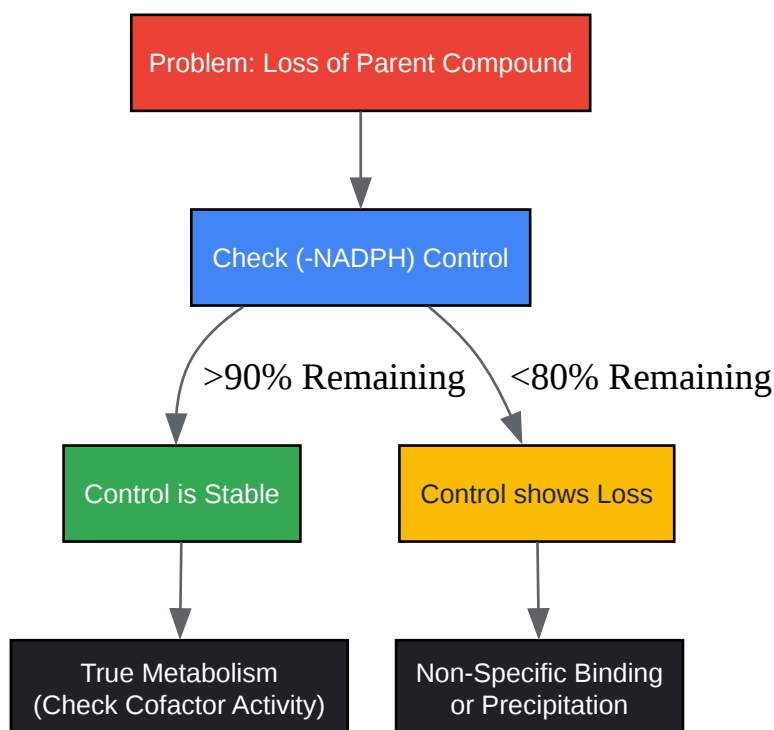 Problem: Loss of Parent Compound
Check (-NADPH) Control
>90% Remaining
<80% Remaining
Control is Stable
Control shows Loss
True Metabolism
(Check Cofactor Activity)
Non-Specific Binding
or Precipitation